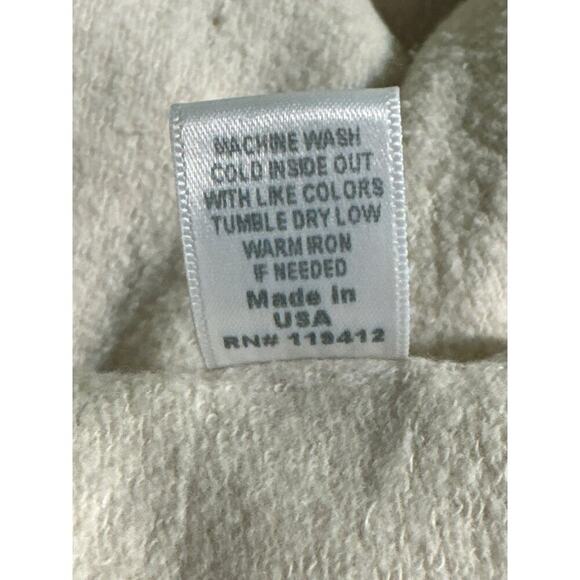 MACHINE WASH
COLD INSIDE OUT
WITH LIKE COLORS
TUMBLE DRY LOW
WARM IRON
IF NEEDED
Made in
USA
RN# 119412